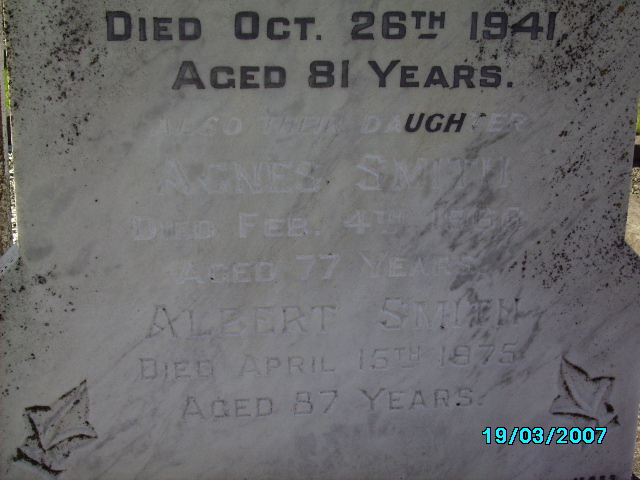 DIED OCT. 26TH 1941
AGED 81 YEARS.
ALSO THEIR DAUGHTER
AGNES SMITH
DIED FEB. 4TH
AGED 77 YEARS.
ALBERT SMITH
DIED APRIL 15TH 1975
AGED 87 YEARS.
19/03/2007